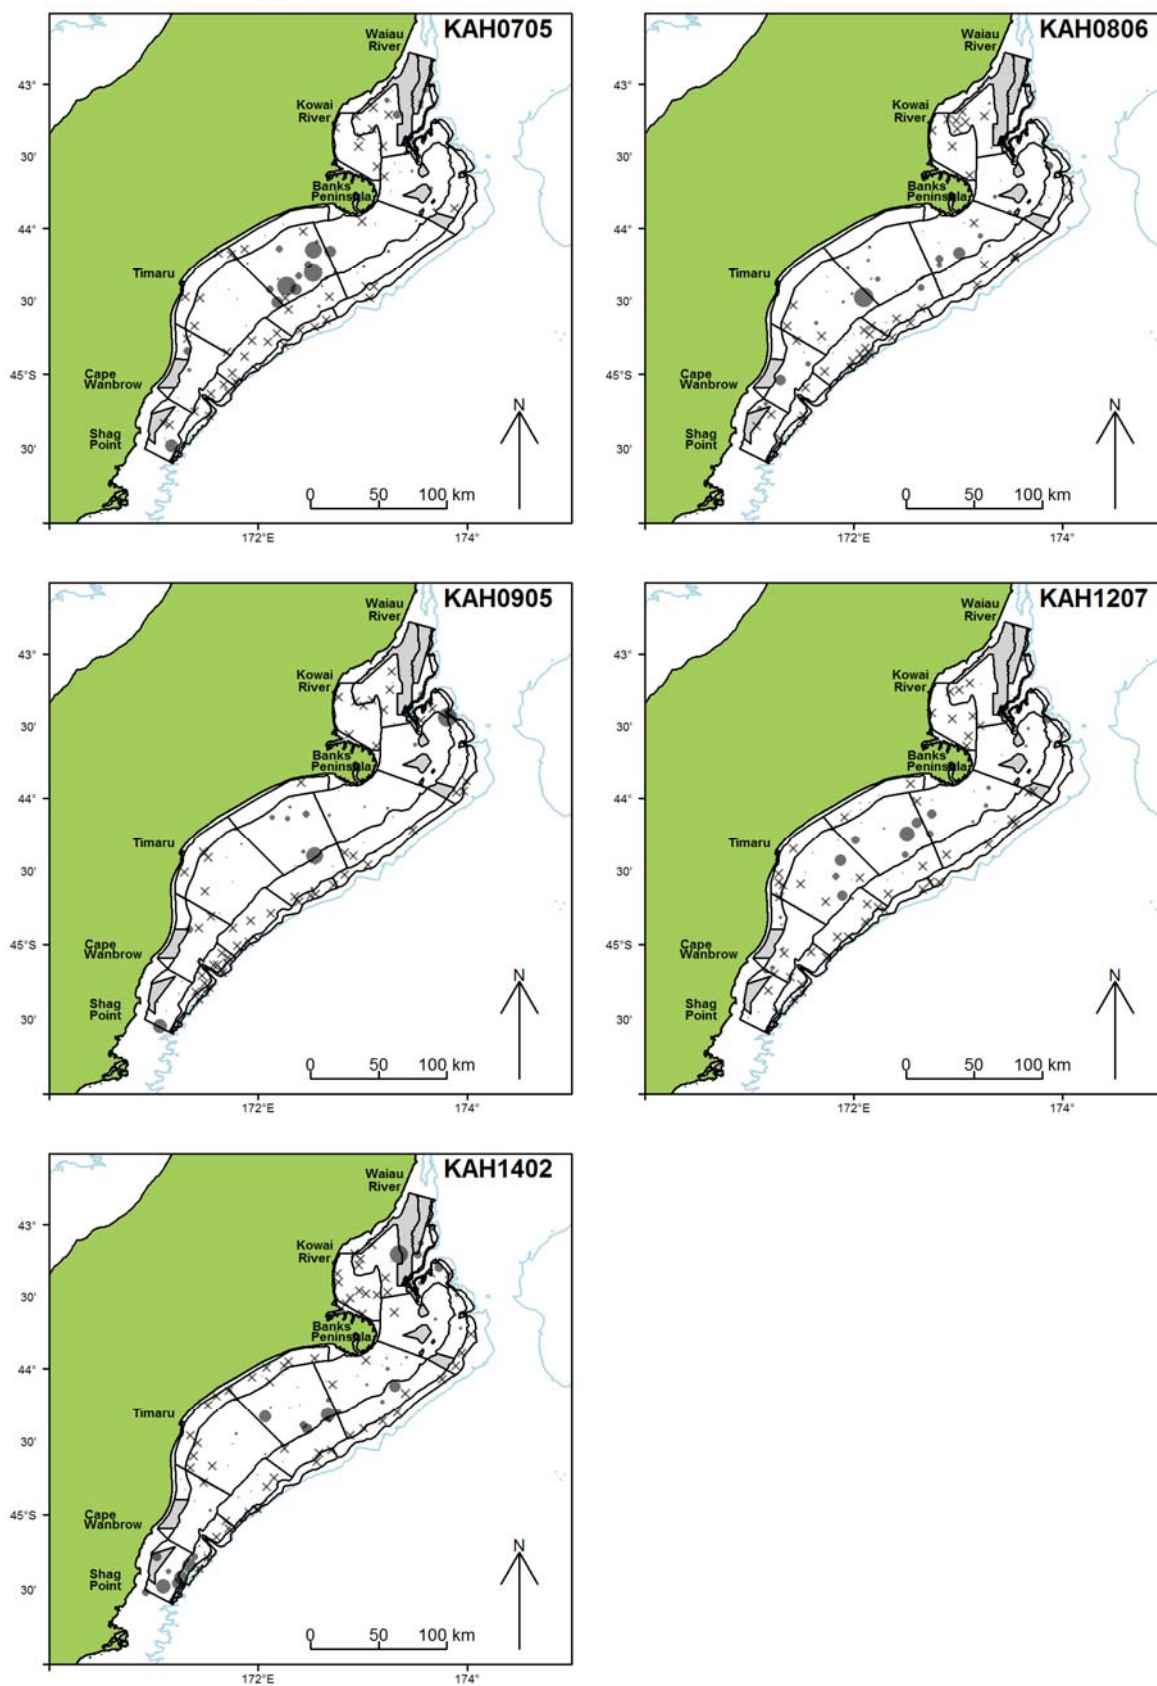 KAH0705
Waiau
River
43°
Kowai
River
30'
Banks
Peninsula
44°
Timaru
30'
45°S
Cape
Wanbrow
N
Shag
Point
30'
0 50 100 km
172°E 174°
KAH0806
Waiau
River
43°
Kowai
River
30'
Banks
Peninsula
44°
Timaru
30'
45°S
Cape
Wanbrow
N
Shag
Point
30'
0 50 100 km
172°E 174°
KAH0905
Waiau
River
43°
Kowai
River
30'
Banks
Peninsula
44°
Timaru
30'
45°S
Cape
Wanbrow
N
Shag
Point
30'
0 50 100 km
172°E 174°
KAH1207
Waiau
River
43°
Kowai
River
30'
Banks
Peninsula
44°
Timaru
30'
45°S
Cape
Wanbrow
N
Shag
Point
30'
0 50 100 km
172°E 174°
KAH1402
Waiau
River
43°
Kowai
River
30'
Banks
Peninsula
44°
Timaru
30'
45°S
Cape
Wanbrow
N
Shag
Point
30'
0 50 100 km
172°E 174°